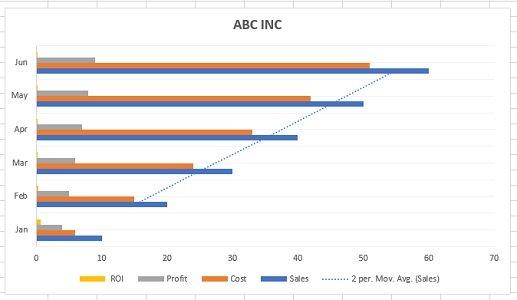 ABC INC
Jun
May
Apr
Mar
Feb
Jan
0 10 20 30 40 50 60 70
ROI Profit Cost Sales 2 per. Mov. Avg. (Sales)